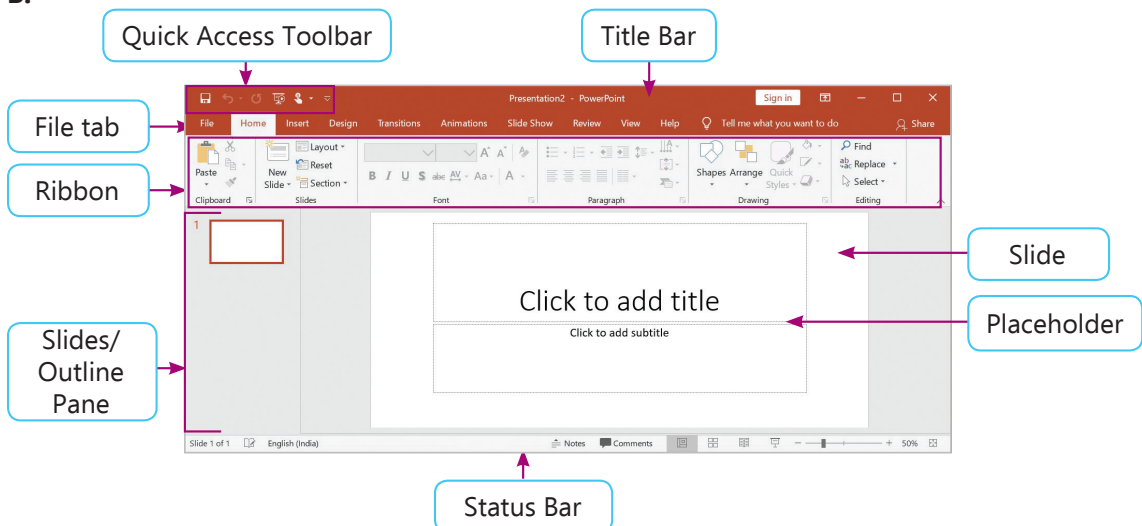 Quick Access Toolbar
Title Bar
Presentation2 - PowerPoint
Sign in
File tab
File Home Insert Design Transitions Animations Slide Show Review View Help Tell me what you want to do Share
Ribbon
Paste
New
Slide
Layout
Reset
Section
B I U S abc AV Aa A
Shapes Arrange Quick
Styles
Find
Replace
Select
Clipboard Slides Font Paragraph Drawing Editing
1
Slide
Click to add title
Placeholder
Click to add subtitle
Slides/
Outline
Pane
Slide 1 of 1 English (India) Notes Comments 50%
Status Bar